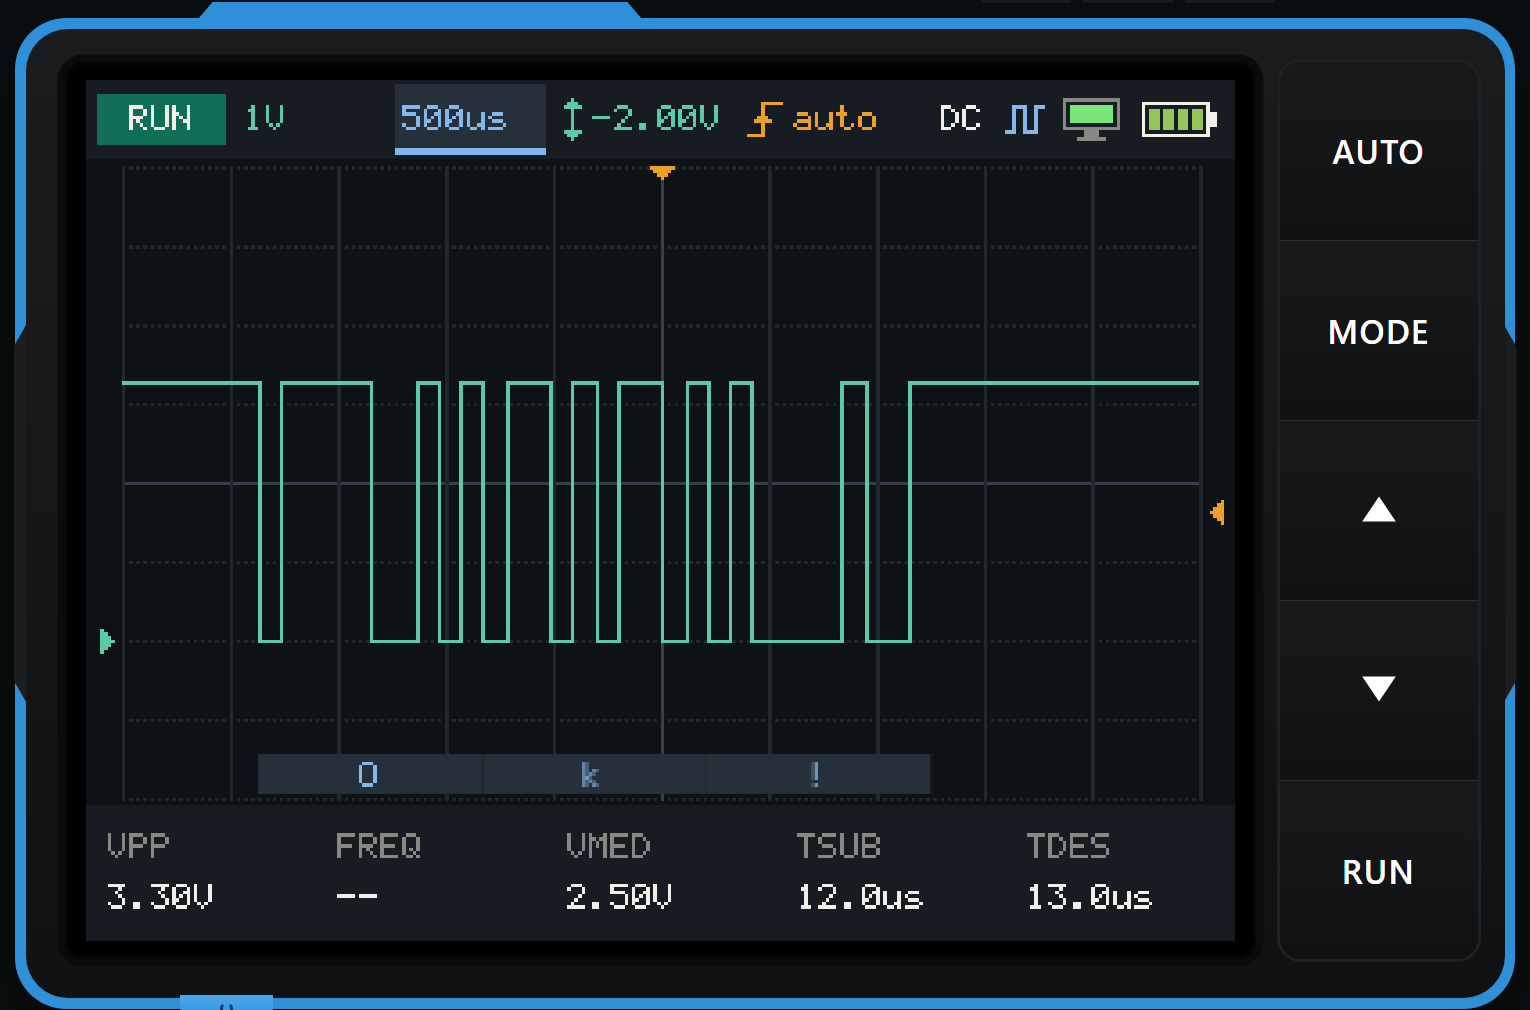 RUN 1V 500us -2.00V auto DC
AUTO
MODE
O k !
VPP FREQ VMED TSUB TDES
3.30V -- 2.50V 12.0us 13.0us
RUN